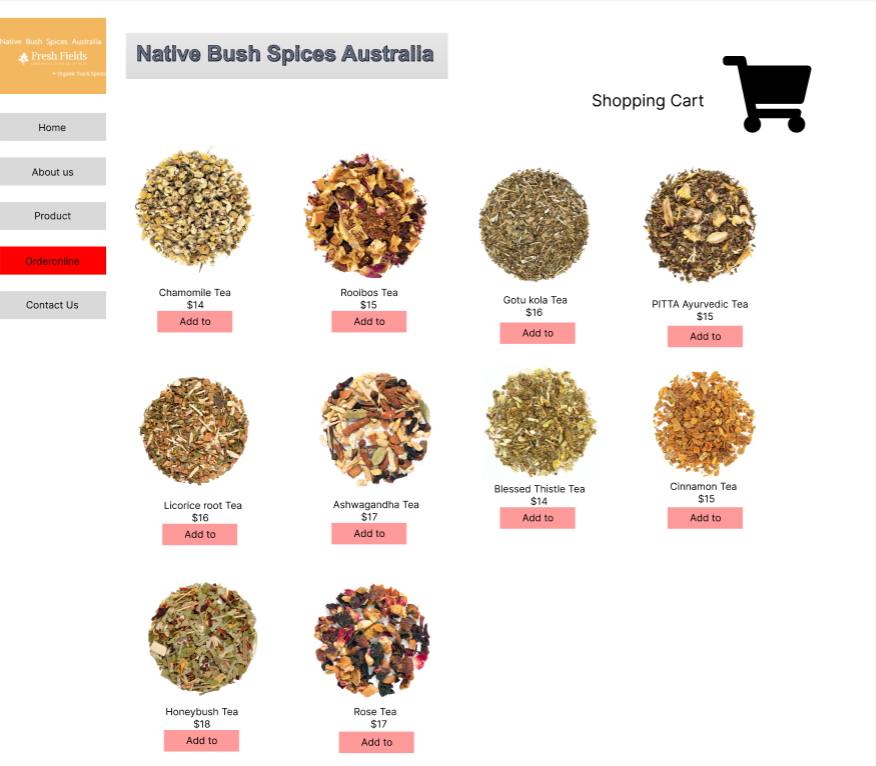 Native Bush Spices Australia
Fresh Fields
ORGANIC TEA & SPICES
+ Organic Tea & Spices
Native Bush Spices Australia
Shopping Cart
Home
About us
Product
Orderonline
Contact Us
Chamomile Tea
$14
Add to
Rooibos Tea
$15
Add to
Gotu kola Tea
$16
Add to
PITTA Ayurvedic Tea
$15
Add to
Licorice root Tea
$16
Add to
Ashwagandha Tea
$17
Add to
Blessed Thistle Tea
$14
Add to
Cinnamon Tea
$15
Add to
Honeybush Tea
$18
Add to
Rose Tea
$17
Add to